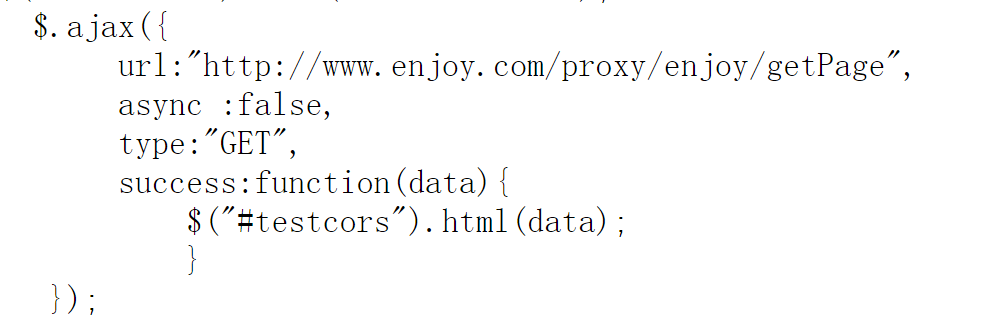 $.ajax({
url:"http://www.enjoy.com/proxy/enjoy/getPage",
async :false,
type:"GET",
success:function(data){
$("#testcors").html(data);
}
});